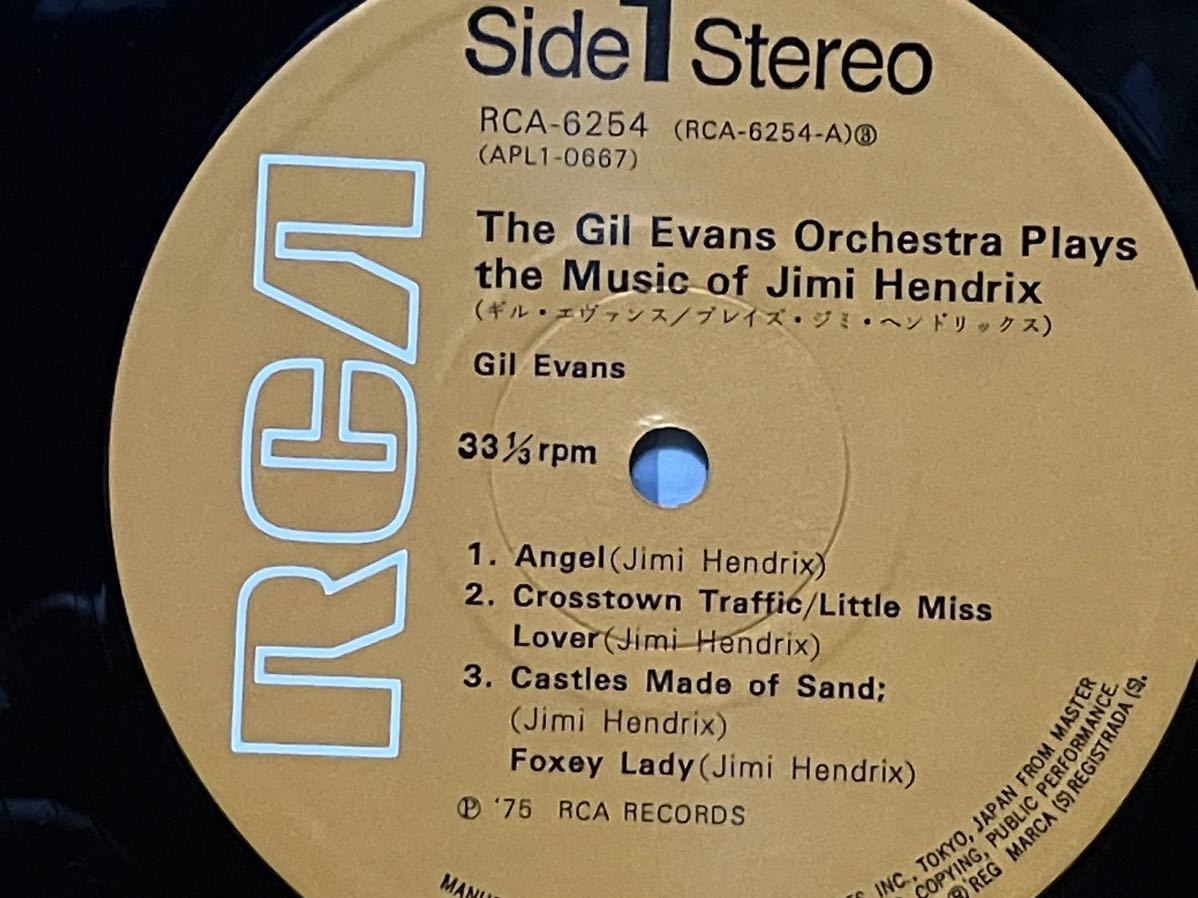 Side 1 Stereo
RCA-6254 (RCA-6254-A)Ⓑ
(APL1-0667)
The Gil Evans Orchestra Plays
the Music of Jimi Hendrix
(ギル・エヴァンス/プレイズ・ジミ・ヘンドリックス)
Gil Evans
33⅓ rpm
RCA
1. Angel(Jimi Hendrix)
2. Crosstown Traffic/Little Miss
Lover(Jimi Hendrix)
3. Castles Made of Sand;
(Jimi Hendrix)
Foxey Lady(Jimi Hendrix)
Ⓟ '75 RCA RECORDS
INC., TOKYO, JAPAN FROM MASTER
COPYING, PUBLIC PERFORMANCE.
REG MARCA (S) REGISTRADA (S).